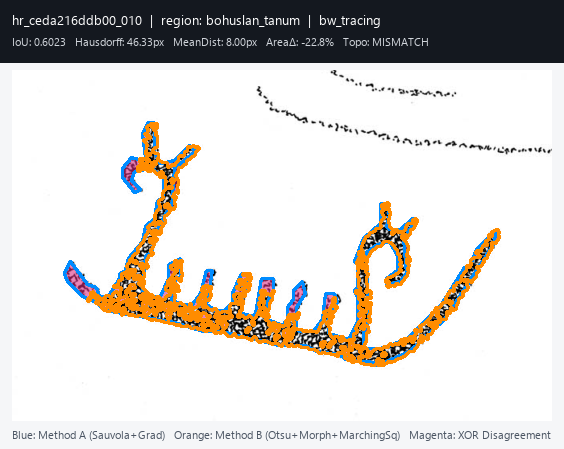 hr_ceda216ddb00_010 | region: bohuslan_tanum | bw_tracing
IoU: 0.6023 Hausdorff: 46.33px MeanDist: 8.00px AreaΔ: -22.8% Topo: MISMATCH
Blue: Method A (Sauvola+Grad) Orange: Method B (Otsu+Morph+MarchingSq) Magenta: XOR Disagreement